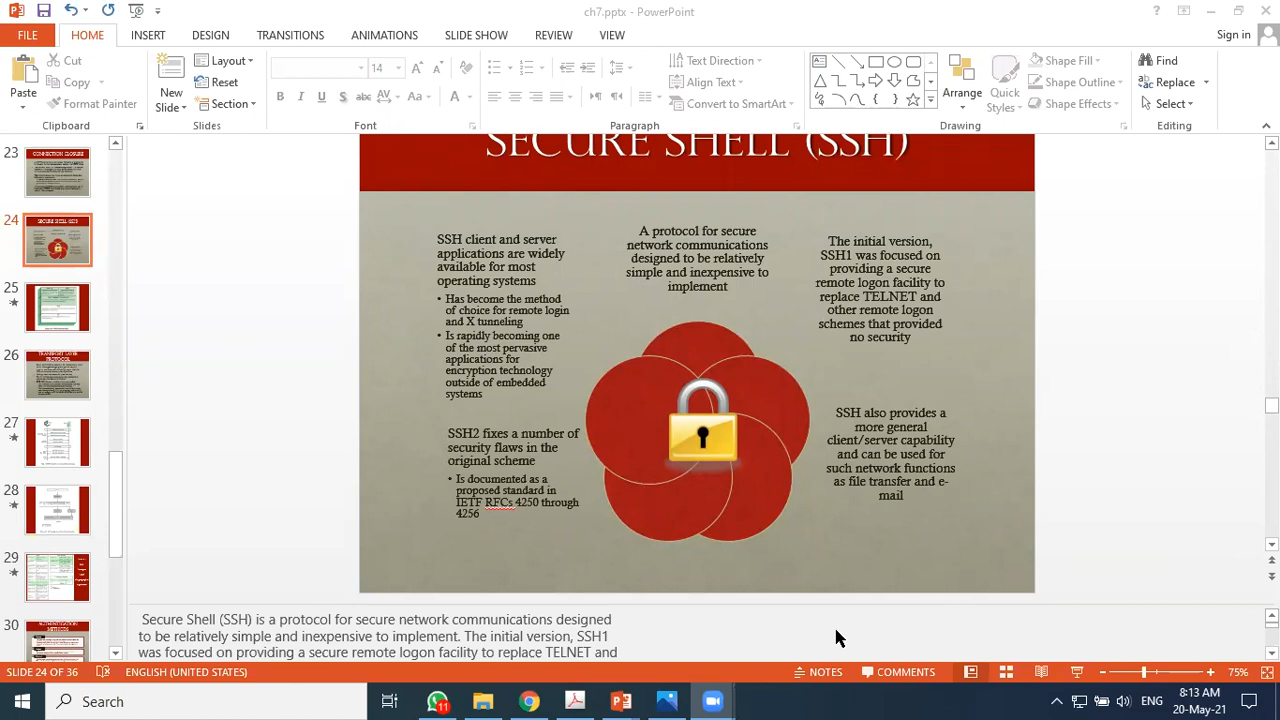 ch7.pptx - PowerPoint
FILE HOME INSERT DESIGN TRANSITIONS ANIMATIONS SLIDE SHOW REVIEW VIEW Sign in
Paste
Cut
Copy
Format Painter
Clipboard
New Slide
Layout
Reset
Section
Slides
14
B I U S abc AV Aa A
Font
Text Direction
Align Text
Convert to SmartArt
Paragraph
Arrange
Quick Styles
Shape Fill
Shape Outline
Shape Effects
Drawing
Find
Replace
Select
Editing
23
CONNECTION CLOSURE
24
SECURE SHELL (SSH)
25
26
TRANSPORT LAYER PROTOCOL
27
28
29
30
SECURE SHELL (SSH)
SSH client and server
applications are widely
available for most
operating systems
• Has become the method
of choice for remote login
and X tunneling
• Is rapidly becoming one
of the most pervasive
applications for
encryption technology
outside of embedded
systems
A protocol for secure
network communications
designed to be relatively
simple and inexpensive to
implement
The initial version,
SSH1 was focused on
providing a secure
remote logon facility to
replace TELNET and
other remote logon
schemes that provided
no security
SSH also provides a
more general
client/server capability
and can be used for
such network functions
as file transfer and e-
mail
SSH2 fixes a number of
security flaws in the
original scheme
• Is documented as a
proposed standard in
IETF RFCs 4250 through
4256
Secure Shell (SSH) is a protocol for secure network communications designed
to be relatively simple and inexpensive to implement. The initial version, SSH1
was focused on providing a secure remote logon facility to replace TELNET and
SLIDE 24 OF 36 ENGLISH (UNITED STATES) NOTES COMMENTS 75%
Search
11
ENG
8:13 AM
20-May-21